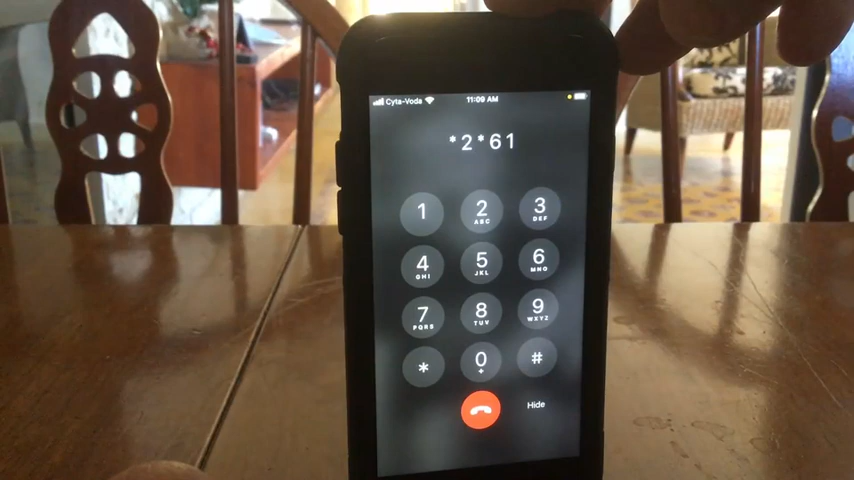 Cyta-Voda 11:09 AM
*2*61
1 2 ABC 3 DEF
4 GHI 5 JKL 6 MNO
7 PQRS 8 TUV 9 WXYZ
* 0 + #
Hide